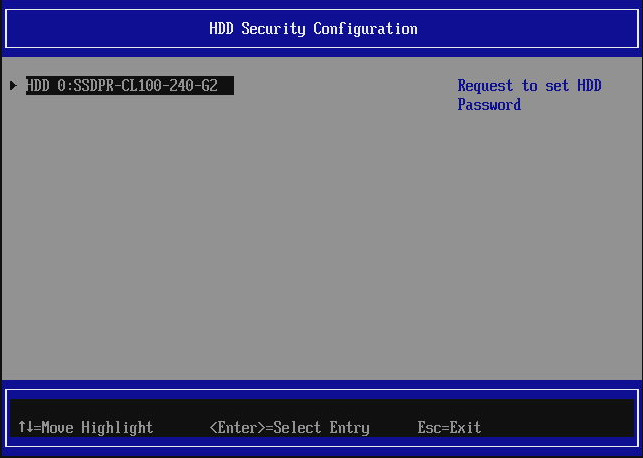 HDD Security Configuration
HDD 0:SSDPR-CL100-240-G2
Request to set HDD
Password
↑↓=Move Highlight <Enter>=Select Entry Esc=Exit